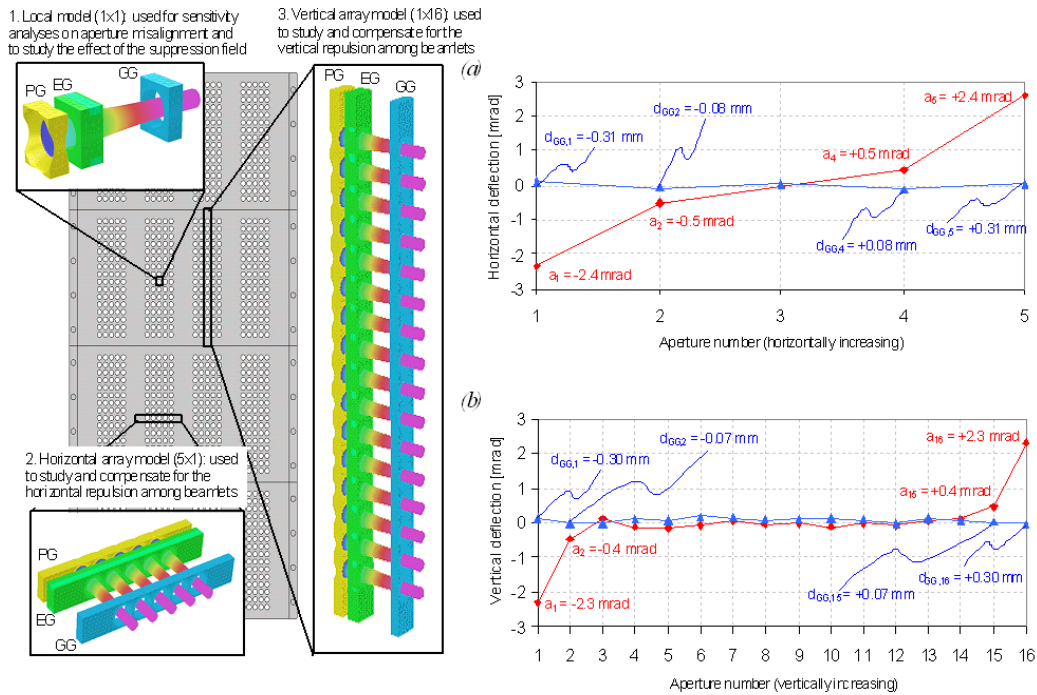 1. Local model (1x1): used for sensitivity
analyses on aperture misalignment and
to study the effect of the suppression field
PG
EG
GG
3. Vertical array model (1x16): used
to study and compensate for the
vertical repulsion among beamlets
PG
EG
GG
2. Horizontal array model (5x1): used
to study and compensate for the
horizontal repulsion among beamlets
PG
EG
GG
(a)
Horizontal deflection [mrad]
3
2
1
0
-1
-2
-3
dGG,1 = -0.31 mm
dGG2 = -0.08 mm
a5 = +2.4 mrad
a4 = +0.5 mrad
a2 = -0.5 mrad
dGG,4 = +0.08 mm
dGG,5 = +0.31 mm
a1 = -2.4 mrad
1 2 3 4 5
Aperture number (horizontally increasing)
(b)
Vertical deflection [mrad]
3
2
1
0
-1
-2
-3
dGG,1 = -0.30 mm
dGG,2 = -0.07 mm
a16 = +2.3 mrad
a15 = +0.4 mrad
a2 = -0.4 mrad
a1 = -2.3 mrad
dGG,15 = +0.07 mm
dGG,16 = +0.30 mm
1 2 3 4 5 6 7 8 9 10 11 12 13 14 15 16
Aperture number (vertically increasing)